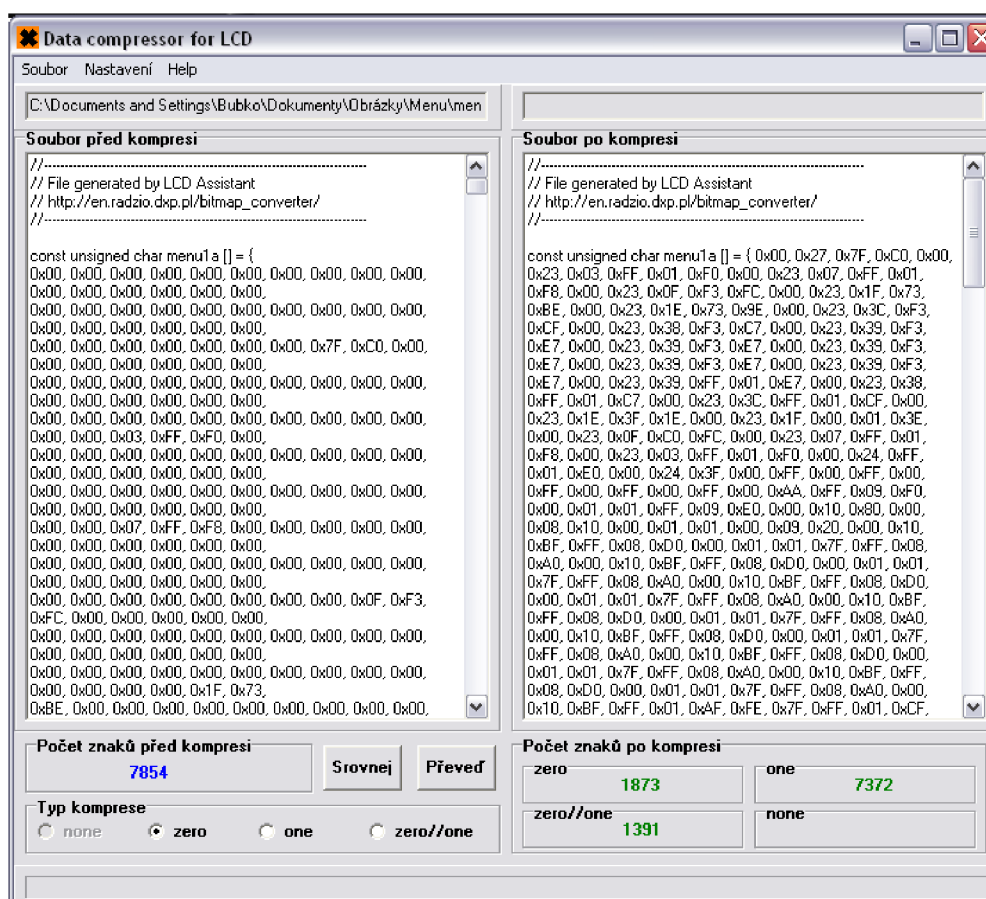 Data compressor for LCD
Soubor Nastavení Help
C:\Documents and Settings\Bubko\Dokumenty\Obrázky\Menu\men
Soubor před kompresi
//----------------------------------------------------------------------
// File generated by LCD Assistant
// http://en.radzio.dxp.pl/bitmap_converter/
//----------------------------------------------------------------------
const unsigned char menu1a [] = {
0x00, 0x00, 0x00, 0x00, 0x00, 0x00, 0x00, 0x00, 0x00, 0x00,
0x00, 0x00, 0x00, 0x00, 0x00, 0x00,
0x00, 0x00, 0x00, 0x00, 0x00, 0x00, 0x00, 0x00, 0x00, 0x00,
0x00, 0x00, 0x00, 0x00, 0x00, 0x00,
0x00, 0x00, 0x00, 0x00, 0x00, 0x00, 0x00, 0x7F, 0xC0, 0x00,
0x00, 0x00, 0x00, 0x00, 0x00, 0x00,
0x00, 0x00, 0x00, 0x00, 0x00, 0x00, 0x00, 0x00, 0x00, 0x00,
0x00, 0x00, 0x00, 0x00, 0x00, 0x00,
0x00, 0x00, 0x00, 0x00, 0x00, 0x00, 0x00, 0x00, 0x00, 0x00,
0x00, 0x00, 0x03, 0xFF, 0xF0, 0x00,
0x00, 0x00, 0x00, 0x00, 0x00, 0x00, 0x00, 0x00, 0x00, 0x00,
0x00, 0x00, 0x00, 0x00, 0x00, 0x00,
0x00, 0x00, 0x00, 0x00, 0x00, 0x00, 0x00, 0x00, 0x00, 0x00,
0x00, 0x00, 0x00, 0x00, 0x00, 0x00,
0x00, 0x00, 0x07, 0xFF, 0xF8, 0x00, 0x00, 0x00, 0x00, 0x00,
0x00, 0x00, 0x00, 0x00, 0x00, 0x00,
0x00, 0x00, 0x00, 0x00, 0x00, 0x00, 0x00, 0x00, 0x00, 0x00,
0x00, 0x00, 0x00, 0x00, 0x00, 0x00,
0x00, 0x00, 0x00, 0x00, 0x00, 0x00, 0x00, 0x00, 0x0F, 0xF3,
0xFC, 0x00, 0x00, 0x00, 0x00, 0x00,
0x00, 0x00, 0x00, 0x00, 0x00, 0x00, 0x00, 0x00, 0x00, 0x00,
0x00, 0x00, 0x00, 0x00, 0x00, 0x00,
0x00, 0x00, 0x00, 0x00, 0x00, 0x00, 0x00, 0x00, 0x00, 0x00,
0x00, 0x00, 0x00, 0x00, 0x1F, 0x73,
0xBE, 0x00, 0x00, 0x00, 0x00, 0x00, 0x00, 0x00, 0x00, 0x00,
Soubor po kompresi
//----------------------------------------------------------------------
// File generated by LCD Assistant
// http://en.radzio.dxp.pl/bitmap_converter/
//----------------------------------------------------------------------
const unsigned char menu1a [] = { 0x00, 0x27, 0x7F, 0xC0, 0x00,
0x23, 0x03, 0xFF, 0x01, 0xF0, 0x00, 0x23, 0x07, 0xFF, 0x01,
0xF8, 0x00, 0x23, 0x0F, 0xF3, 0xFC, 0x00, 0x23, 0x1F, 0x73,
0xBE, 0x00, 0x23, 0x1E, 0x73, 0x9E, 0x00, 0x23, 0x3C, 0xF3,
0xCF, 0x00, 0x23, 0x38, 0xF3, 0xC7, 0x00, 0x23, 0x39, 0xF3,
0xE7, 0x00, 0x23, 0x39, 0xF3, 0xE7, 0x00, 0x23, 0x39, 0xF3,
0xE7, 0x00, 0x23, 0x39, 0xF3, 0xE7, 0x00, 0x23, 0x39, 0xF3,
0xE7, 0x00, 0x23, 0x39, 0xFF, 0x01, 0xE7, 0x00, 0x23, 0x38,
0xFF, 0x01, 0xC7, 0x00, 0x23, 0x3C, 0xFF, 0x01, 0xCF, 0x00,
0x23, 0x1E, 0x3F, 0x1E, 0x00, 0x23, 0x1F, 0x00, 0x01, 0x3E,
0x00, 0x23, 0x0F, 0xC0, 0xFC, 0x00, 0x23, 0x07, 0xFF, 0x01,
0xF8, 0x00, 0x23, 0x03, 0xFF, 0x01, 0xF0, 0x00, 0x24, 0xFF,
0x01, 0xE0, 0x00, 0x24, 0x3F, 0x00, 0xFF, 0x00, 0xFF, 0x00,
0xFF, 0x00, 0xFF, 0x00, 0xFF, 0x00, 0xAA, 0xFF, 0x09, 0xF0,
0x00, 0x01, 0x01, 0xFF, 0x09, 0xE0, 0x00, 0x10, 0x80, 0x00,
0x08, 0x10, 0x00, 0x01, 0x01, 0x00, 0x09, 0x20, 0x00, 0x10,
0xBF, 0xFF, 0x08, 0xD0, 0x00, 0x01, 0x01, 0x7F, 0xFF, 0x08,
0xA0, 0x00, 0x10, 0xBF, 0xFF, 0x08, 0xD0, 0x00, 0x01, 0x01,
0x7F, 0xFF, 0x08, 0xA0, 0x00, 0x10, 0xBF, 0xFF, 0x08, 0xD0,
0x00, 0x01, 0x01, 0x7F, 0xFF, 0x08, 0xA0, 0x00, 0x10, 0xBF,
0xFF, 0x08, 0xD0, 0x00, 0x01, 0x01, 0x7F, 0xFF, 0x08, 0xA0,
0x00, 0x10, 0xBF, 0xFF, 0x08, 0xD0, 0x00, 0x01, 0x01, 0x7F,
0xFF, 0x08, 0xA0, 0x00, 0x10, 0xBF, 0xFF, 0x08, 0xD0, 0x00,
0x01, 0x01, 0x7F, 0xFF, 0x08, 0xA0, 0x00, 0x10, 0xBF, 0xFF,
0x08, 0xD0, 0x00, 0x01, 0x01, 0x7F, 0xFF, 0x08, 0xA0, 0x00,
0x10, 0xBF, 0xFF, 0x01, 0xAF, 0xFE, 0x7F, 0xFF, 0x01, 0xCF,
Počet znaků před kompresi
7854
Srovnej Převeď
Typ komprese
none zero one zero//one
Počet znaků po kompresi
zero 1873
one 7372
zero//one 1391
none